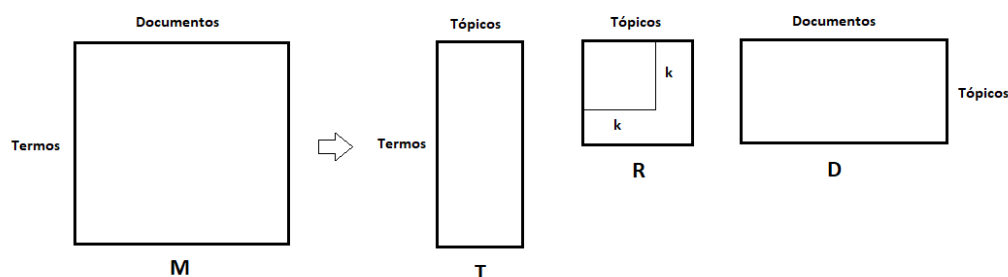 Documentos
Termos
M
Tópicos
Termos
T
Tópicos
k
k
R
Documentos
Tópicos
D